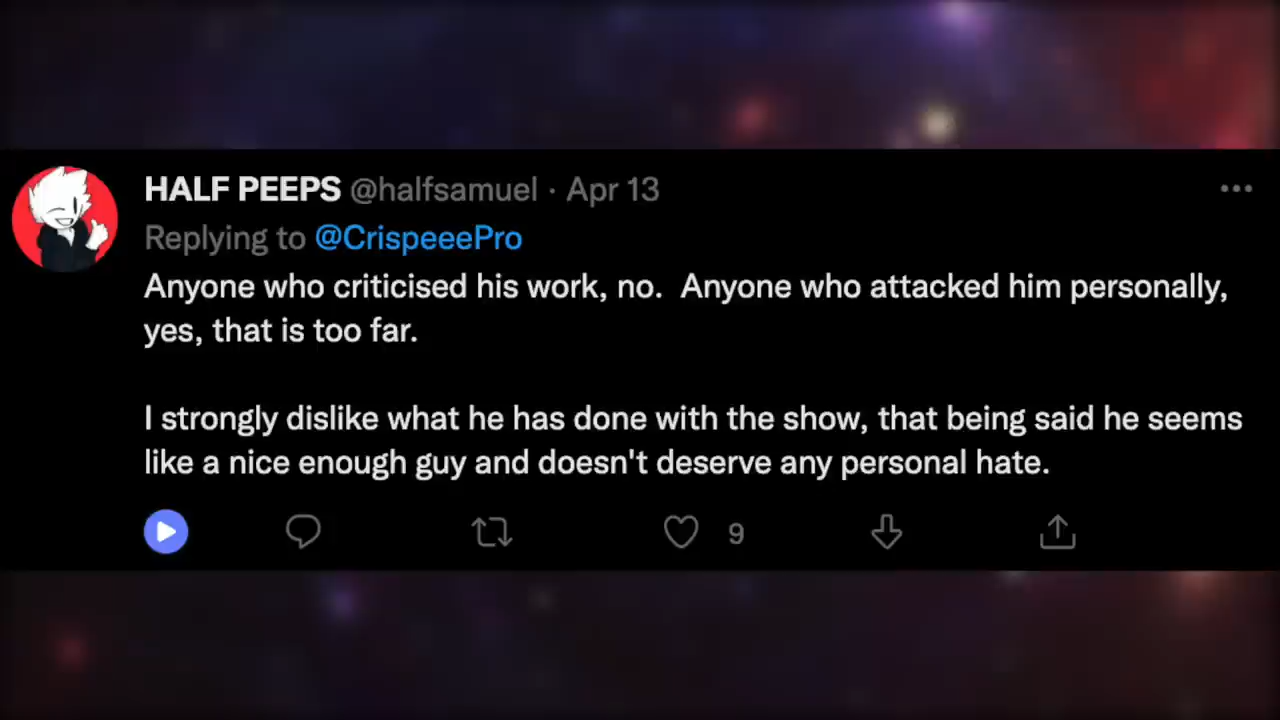 HALF PEEPS @halfsamuel · Apr 13
Replying to @CrispeeePro
Anyone who criticised his work, no.  Anyone who attacked him personally,
yes, that is too far.
I strongly dislike what he has done with the show, that being said he seems
like a nice enough guy and doesn't deserve any personal hate.
9